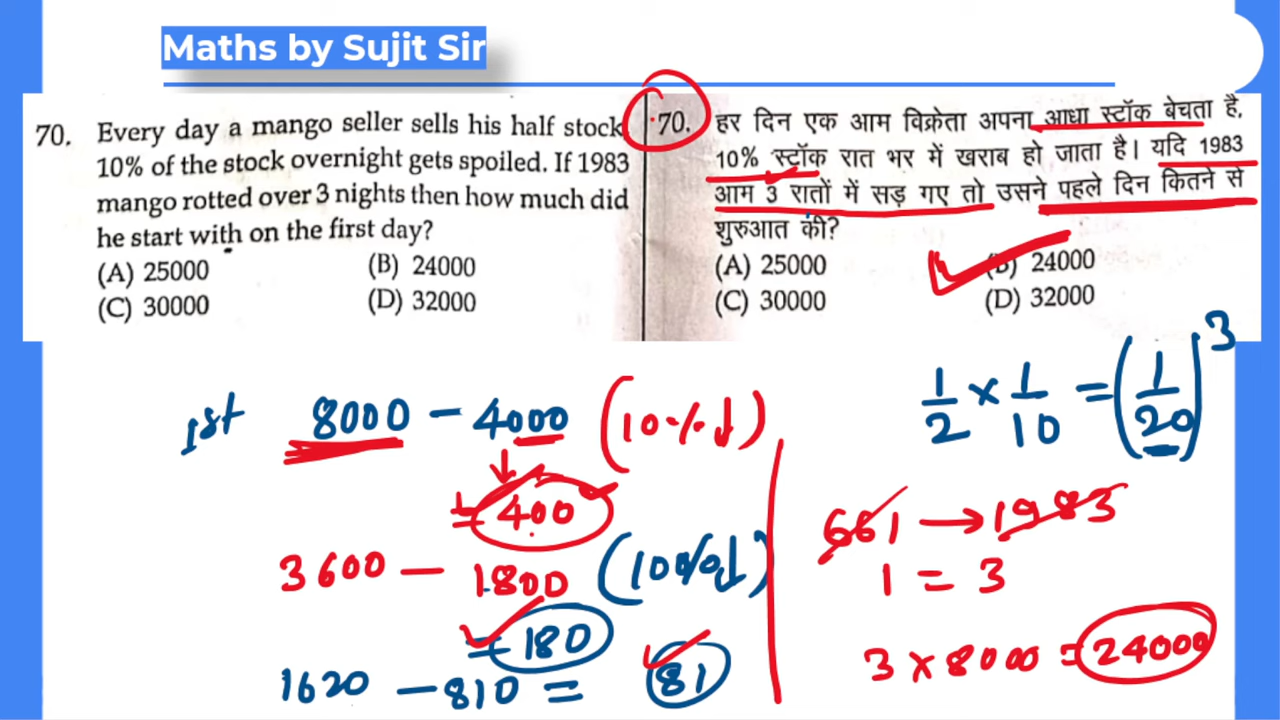 Maths by Sujit Sir
70. Every day a mango seller sells his half stock
10% of the stock overnight gets spoiled. If 1983
mango rotted over 3 nights then how much did
he start with on the first day?
(A) 25000 (B) 24000
(C) 30000 (D) 32000
70. हर दिन एक आम विक्रेता अपना आधा स्टॉक बेचता है,
10% स्टॉक रात भर में खराब हो जाता है। यदि 1983
आम 3 रातों में सड़ गए तो उसने पहले दिन कितने से
शुरुआत की?
(A) 25000 (B) 24000
(C) 30000 (D) 32000
1st 8000 - 4000 (10%↓)
= 400
3600 - 1800 (10%↓)
= 180
1620 - 810 = 81
1/2 × 1/10 = (1/20)^3
661 → 1983
1 = 3
3 × 8000 = 24000